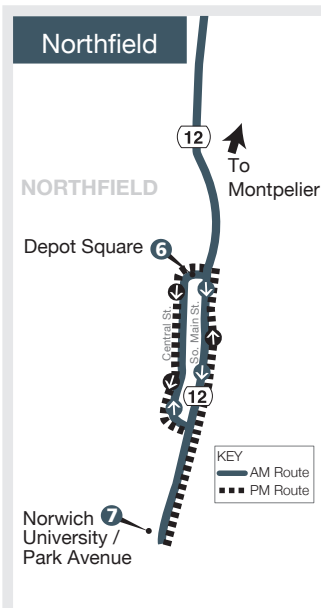 Northfield
12
To
Montpelier
NORTHFIELD
Depot Square 6
Central St.
So. Main St.
12
KEY
AM Route
PM Route
Norwich 7
University /
Park Avenue